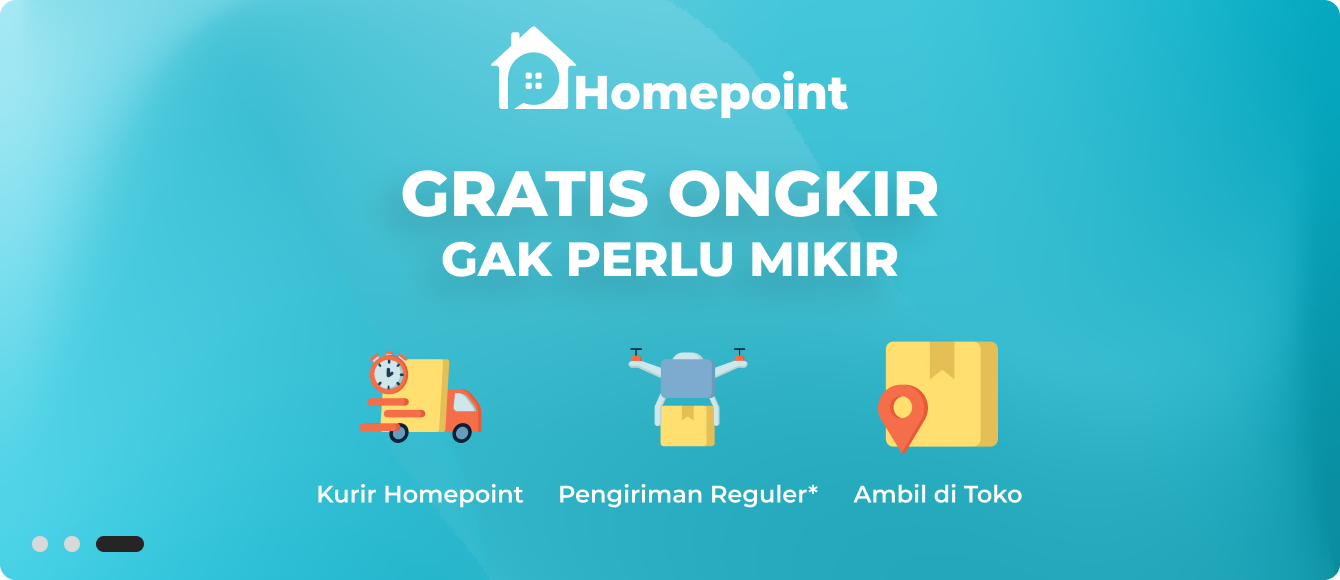 Homepoint
GRATIS ONGKIR
GAK PERLU MIKIR
Kurir Homepoint
Pengiriman Reguler*
Ambil di Toko